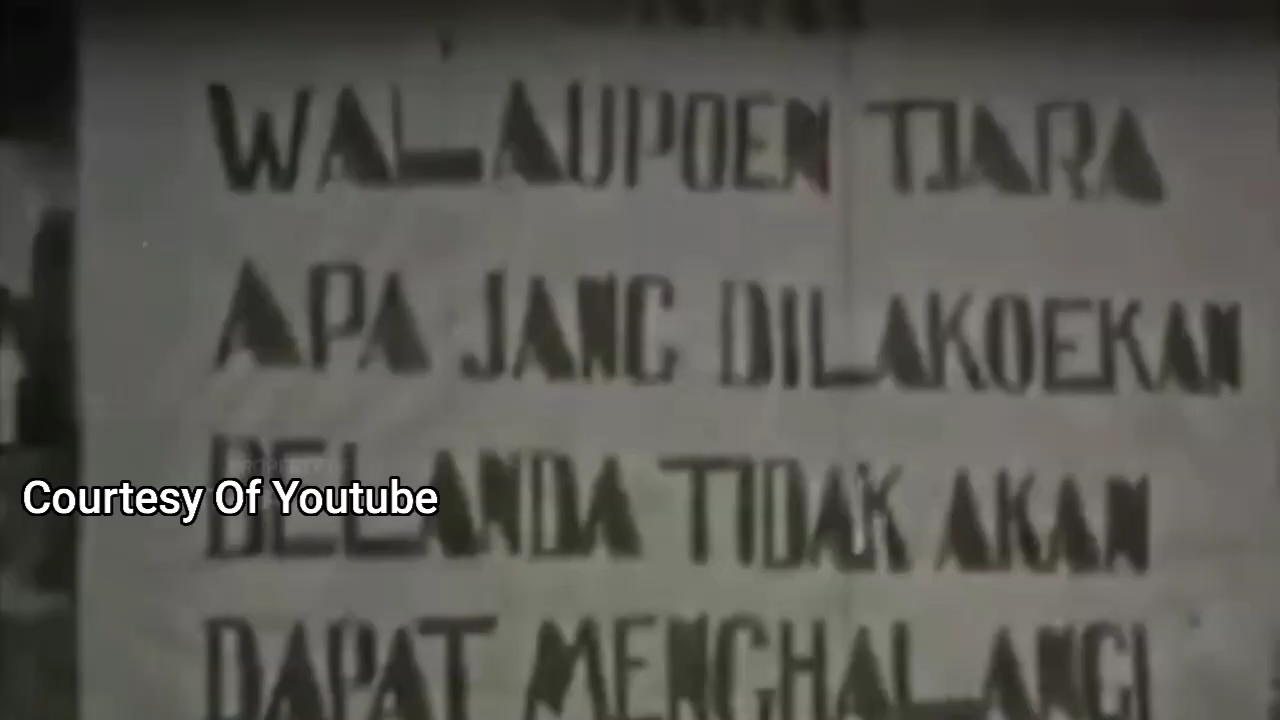 WALAUPOEN TJARA
APA JANG DILAKOEKAN
BELANDA TIDAK AKAN
Courtesy Of Youtube
DAPAT MENGHALANGI